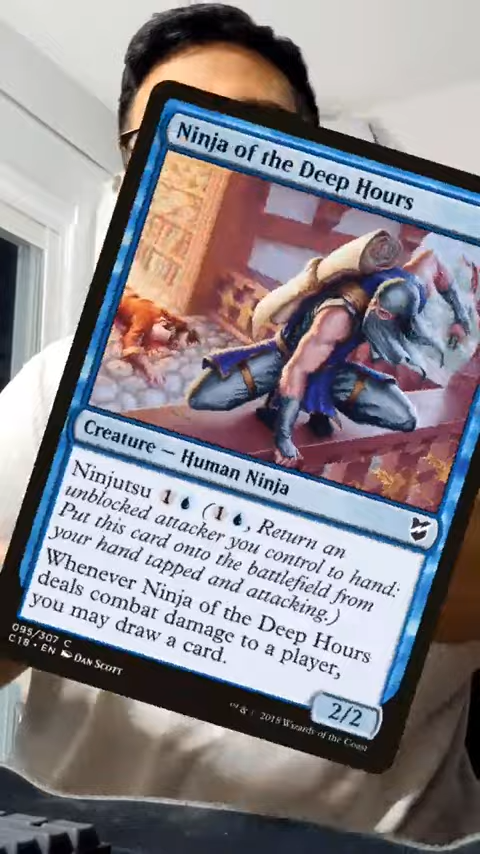 Ninja of the Deep Hours
Creature — Human Ninja
Ninjutsu 1 (1, Return an
unblocked attacker you control to hand:
Put this card onto the battlefield from
your hand tapped and attacking.)
Whenever Ninja of the Deep Hours
deals combat damage to a player,
you may draw a card.
095/307 C
C18 • EN Dan Scott
2/2
& 2018 Wizards of the Coast